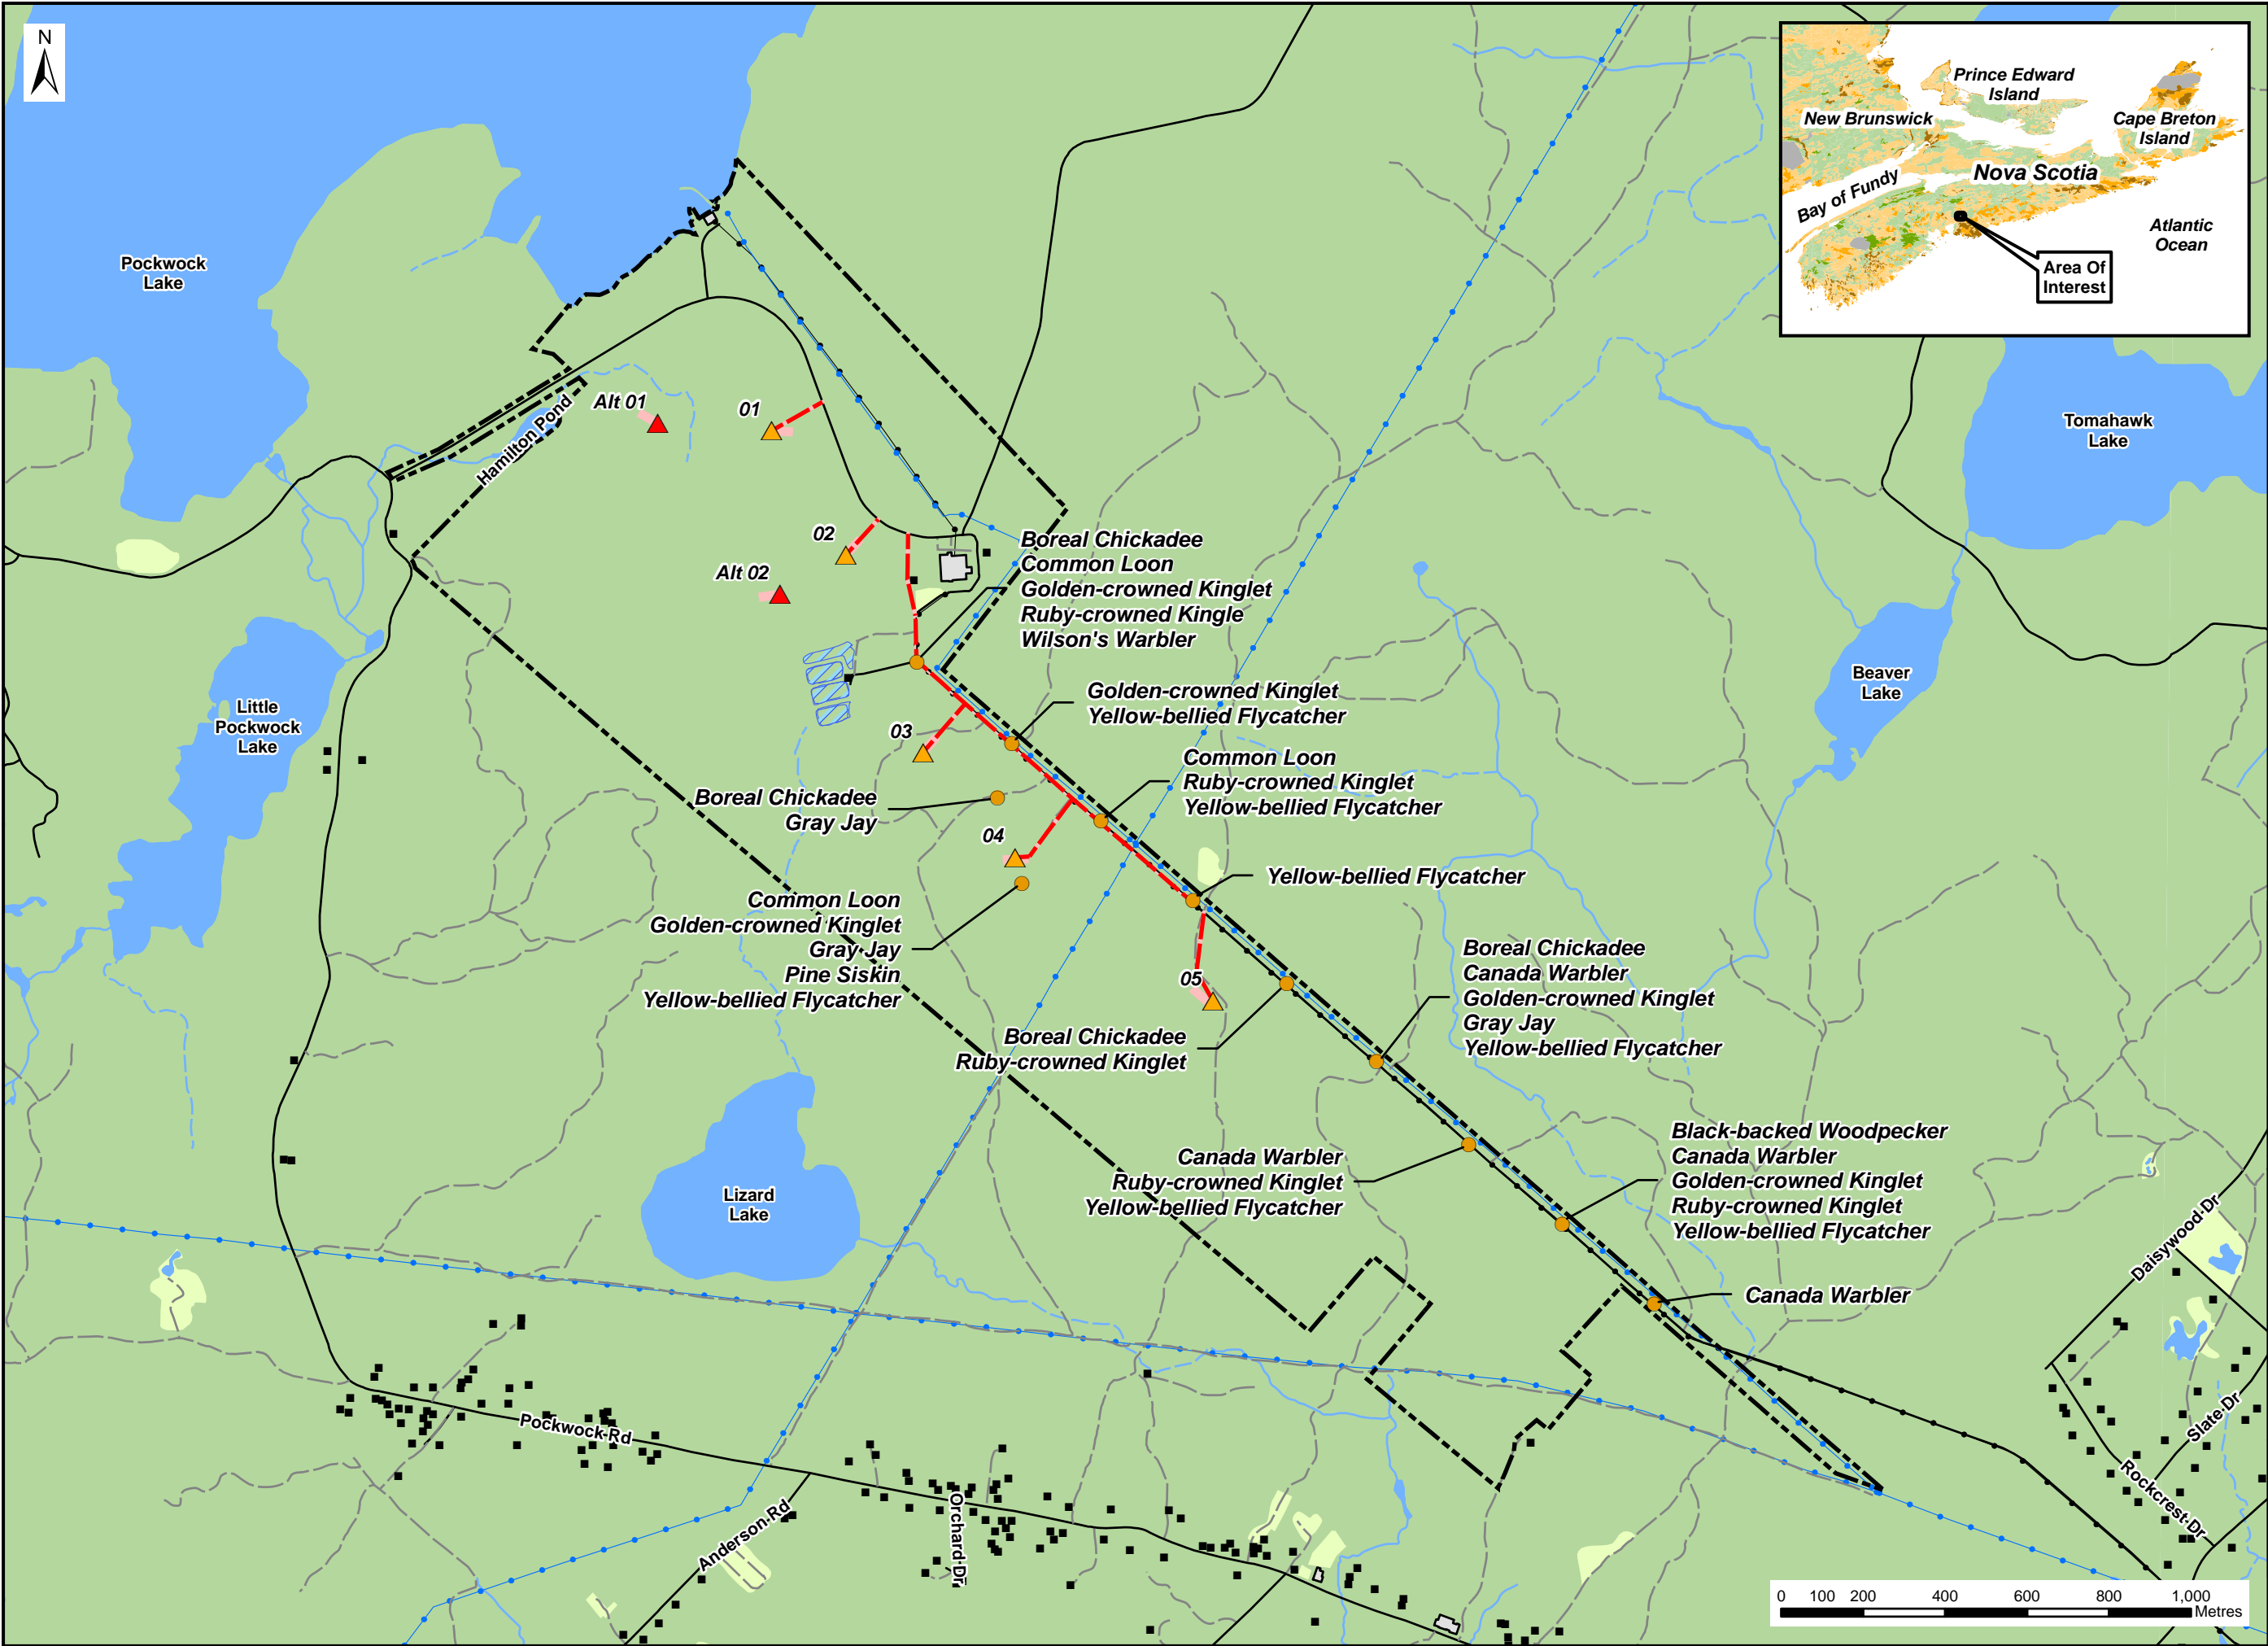 N
Prince Edward
Island
New Brunswick
Cape Breton
Island
Nova Scotia
Bay of Fundy
Atlantic
Ocean
Area Of
Interest
Pockwock
Lake
Hamilton Pond
Alt 01
01
Tomahawk
Lake
02
Alt 02
Boreal Chickadee
Common Loon
Golden-crowned Kinglet
Ruby-crowned Kingle
Wilson's Warbler
Little
Pockwock
Lake
Beaver
Lake
Golden-crowned Kinglet
Yellow-bellied Flycatcher
03
Common Loon
Ruby-crowned Kinglet
Yellow-bellied Flycatcher
Boreal Chickadee
Gray Jay
04
Yellow-bellied Flycatcher
Common Loon
Golden-crowned Kinglet
Gray Jay
Pine Siskin
Yellow-bellied Flycatcher
05
Boreal Chickadee
Canada Warbler
Golden-crowned Kinglet
Gray Jay
Yellow-bellied Flycatcher
Boreal Chickadee
Ruby-crowned Kinglet
Canada Warbler
Ruby-crowned Kinglet
Yellow-bellied Flycatcher
Black-backed Woodpecker
Canada Warbler
Golden-crowned Kinglet
Ruby-crowned Kinglet
Yellow-bellied Flycatcher
Lizard
Lake
Canada Warbler
Daisywood Dr
Slate Dr
Rockcrest Dr
Pockwock Rd
Anderson Rd
Orchard Dr
0 100 200 400 600 800 1,000
Metres